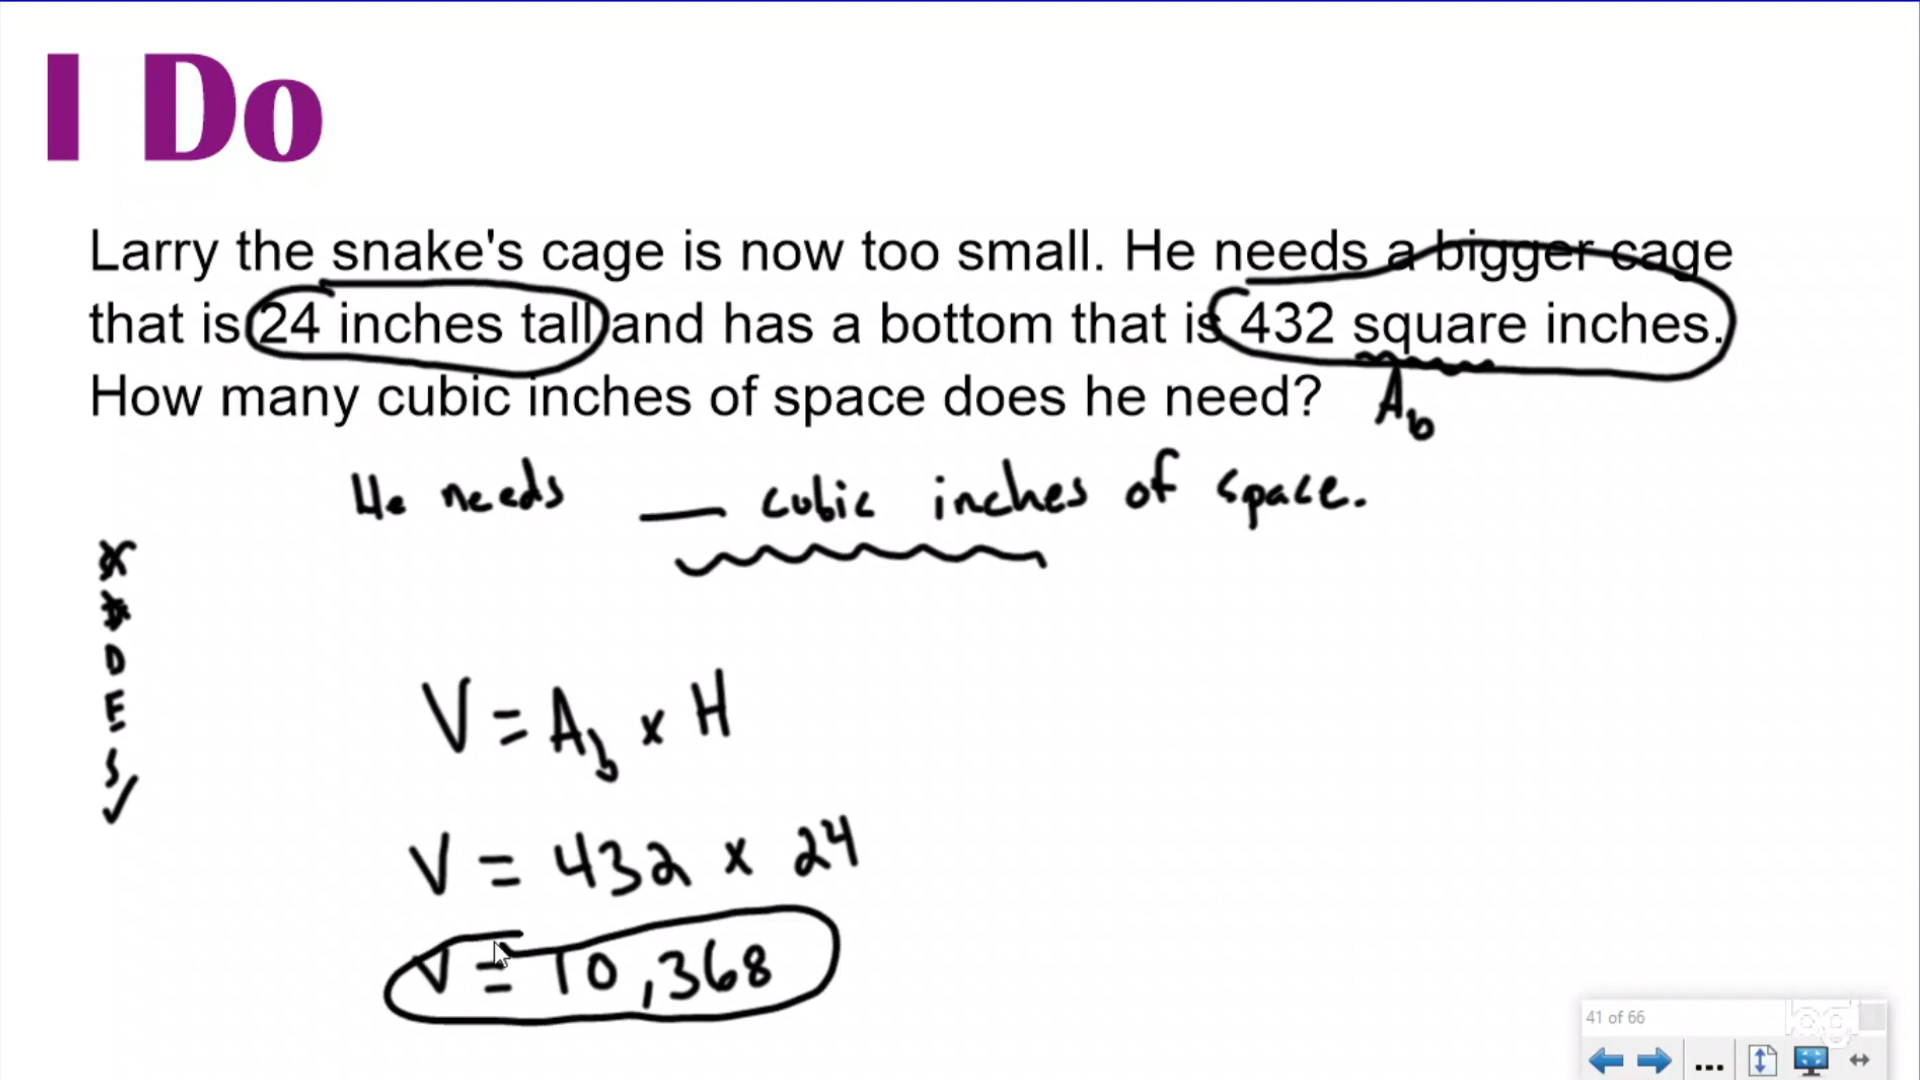 I Do
Larry the snake's cage is now too small. He needs a bigger cage
that is 24 inches tall and has a bottom that is 432 square inches.
How many cubic inches of space does he need?
Ab
He needs __ cubic inches of space.
D
E
S
✓
V = Ab x H
V = 432 x 24
V = 10,368
41 of 66
...